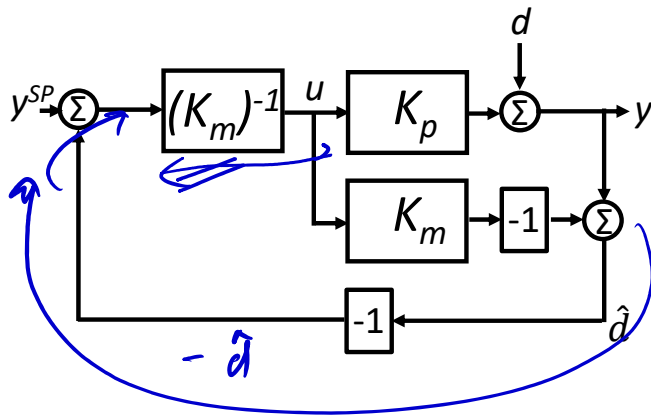 d
y^{SP} Σ (K_m)^{-1} u K_p Σ y
K_m -1 Σ
-1 d̂
- d̂